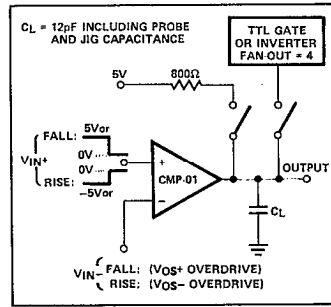 CL = 12pF INCLUDING PROBE
AND JIG CAPACITANCE
TTL GATE
OR INVERTER
FAN-OUT = 4
5V
800Ω
FALL: 5Vor
0V
VIN+
0V
RISE: -5Vor
+
CMP-01
−
OUTPUT
CL
VIN− FALL: (VOS+ OVERDRIVE)
RISE: (VOS− OVERDRIVE)